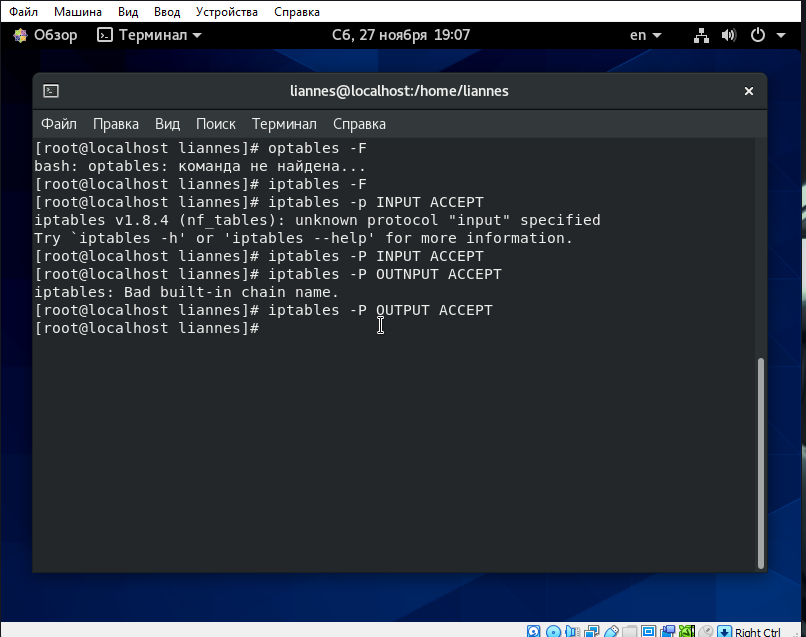 Файл Машина Вид Ввод Устройства Справка
Обзор Терминал Сб, 27 ноября 19:07 en
liannes@localhost:/home/liannes
Файл Правка Вид Поиск Терминал Справка
[root@localhost liannes]# optables -F
bash: optables: команда не найдена...
[root@localhost liannes]# iptables -F
[root@localhost liannes]# iptables -p INPUT ACCEPT
iptables v1.8.4 (nf_tables): unknown protocol "input" specified
Try `iptables -h' or 'iptables --help' for more information.
[root@localhost liannes]# iptables -P INPUT ACCEPT
[root@localhost liannes]# iptables -P OUTNPUT ACCEPT
iptables: Bad built-in chain name.
[root@localhost liannes]# iptables -P OUTPUT ACCEPT
[root@localhost liannes]#
Right Ctrl